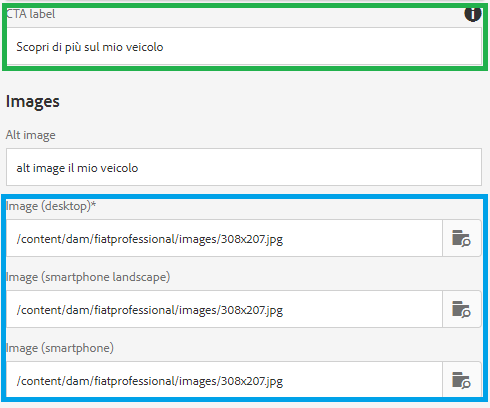 CTA label
Scopri di più sul mio veicolo
Images
Alt image
alt image il mio veicolo
Image (desktop)*
/content/dam/fiatprofessional/images/308x207.jpg
Image (smartphone landscape)
/content/dam/fiatprofessional/images/308x207.jpg
Image (smartphone)
/content/dam/fiatprofessional/images/308x207.jpg